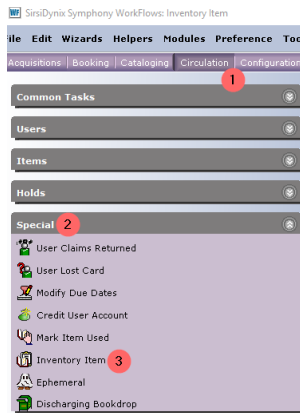 WF SirsiDynix Symphony WorkFlows: Inventory Item
ile Edit Wizards Helpers Modules Preference Too
Acquisitions Booking Cataloging Circulation Configuration
1
Common Tasks
Users
Items
Holds
Special 2
User Claims Returned
User Lost Card
Modify Due Dates
Credit User Account
Mark Item Used
Inventory Item 3
Ephemeral
Discharging Bookdrop